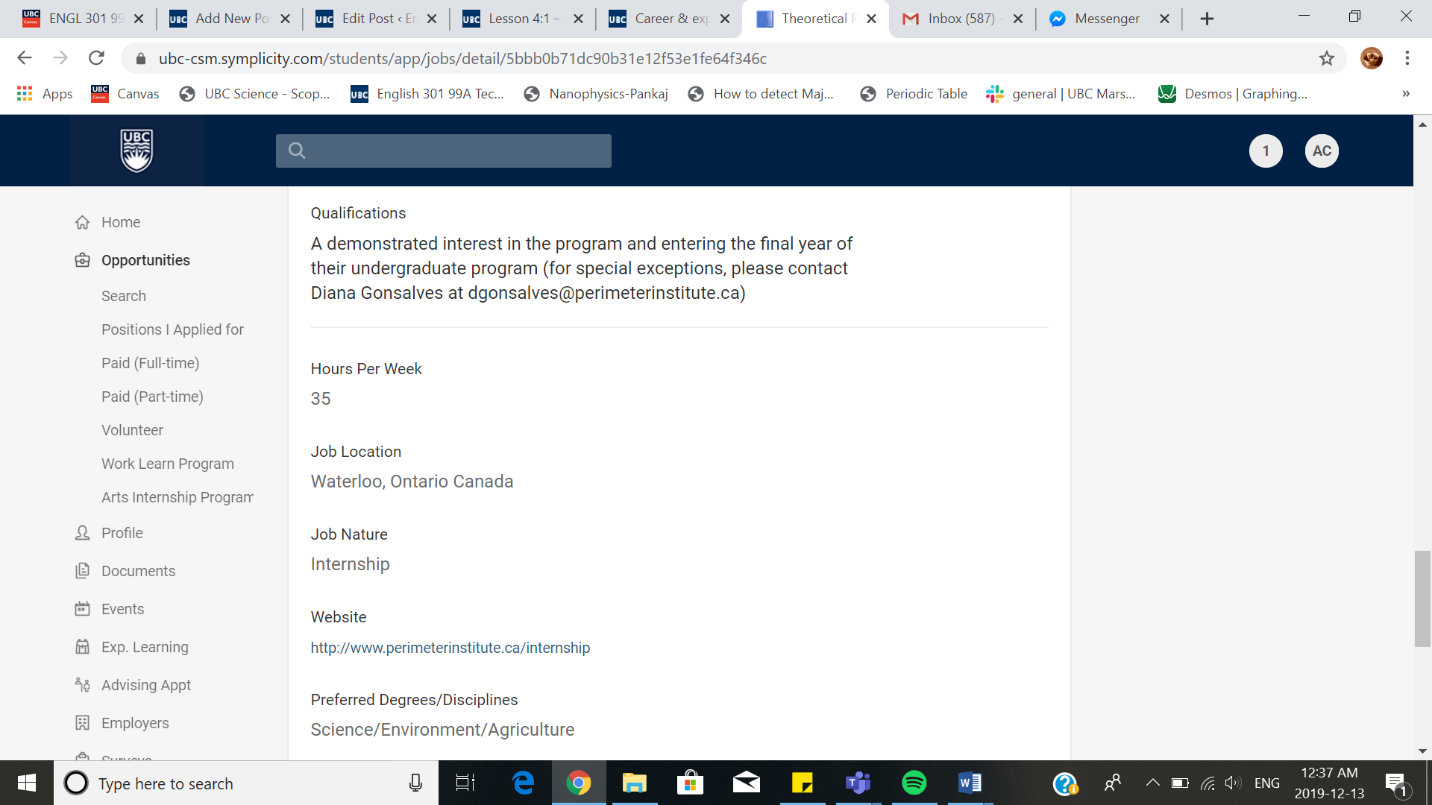 ENGL 301 99
Add New Po
Edit Post ‹ E
Lesson 4:1 –
Career & exp
Theoretical P
Inbox (587)
Messenger
ubc-csm.symplicity.com/students/app/jobs/detail/5bbb0b71dc90b31e12f53e1fe64f346c
Apps
Canvas
UBC Science - Scop...
English 301 99A Tec...
Nanophysics-Pankaj
How to detect Maj...
Periodic Table
general | UBC Mars...
Desmos | Graphing...
»
UBC
1
AC
Home
Opportunities
Search
Positions I Applied for
Paid (Full-time)
Paid (Part-time)
Volunteer
Work Learn Program
Arts Internship Program
Profile
Documents
Events
Exp. Learning
Advising Appt
Employers
Surveys
Qualifications
A demonstrated interest in the program and entering the final year of
their undergraduate program (for special exceptions, please contact
Diana Gonsalves at dgonsalves@perimeterinstitute.ca)
Hours Per Week
35
Job Location
Waterloo, Ontario Canada
Job Nature
Internship
Website
http://www.perimeterinstitute.ca/internship
Preferred Degrees/Disciplines
Science/Environment/Agriculture
Type here to search
ENG
12:37 AM
2019-12-13
1